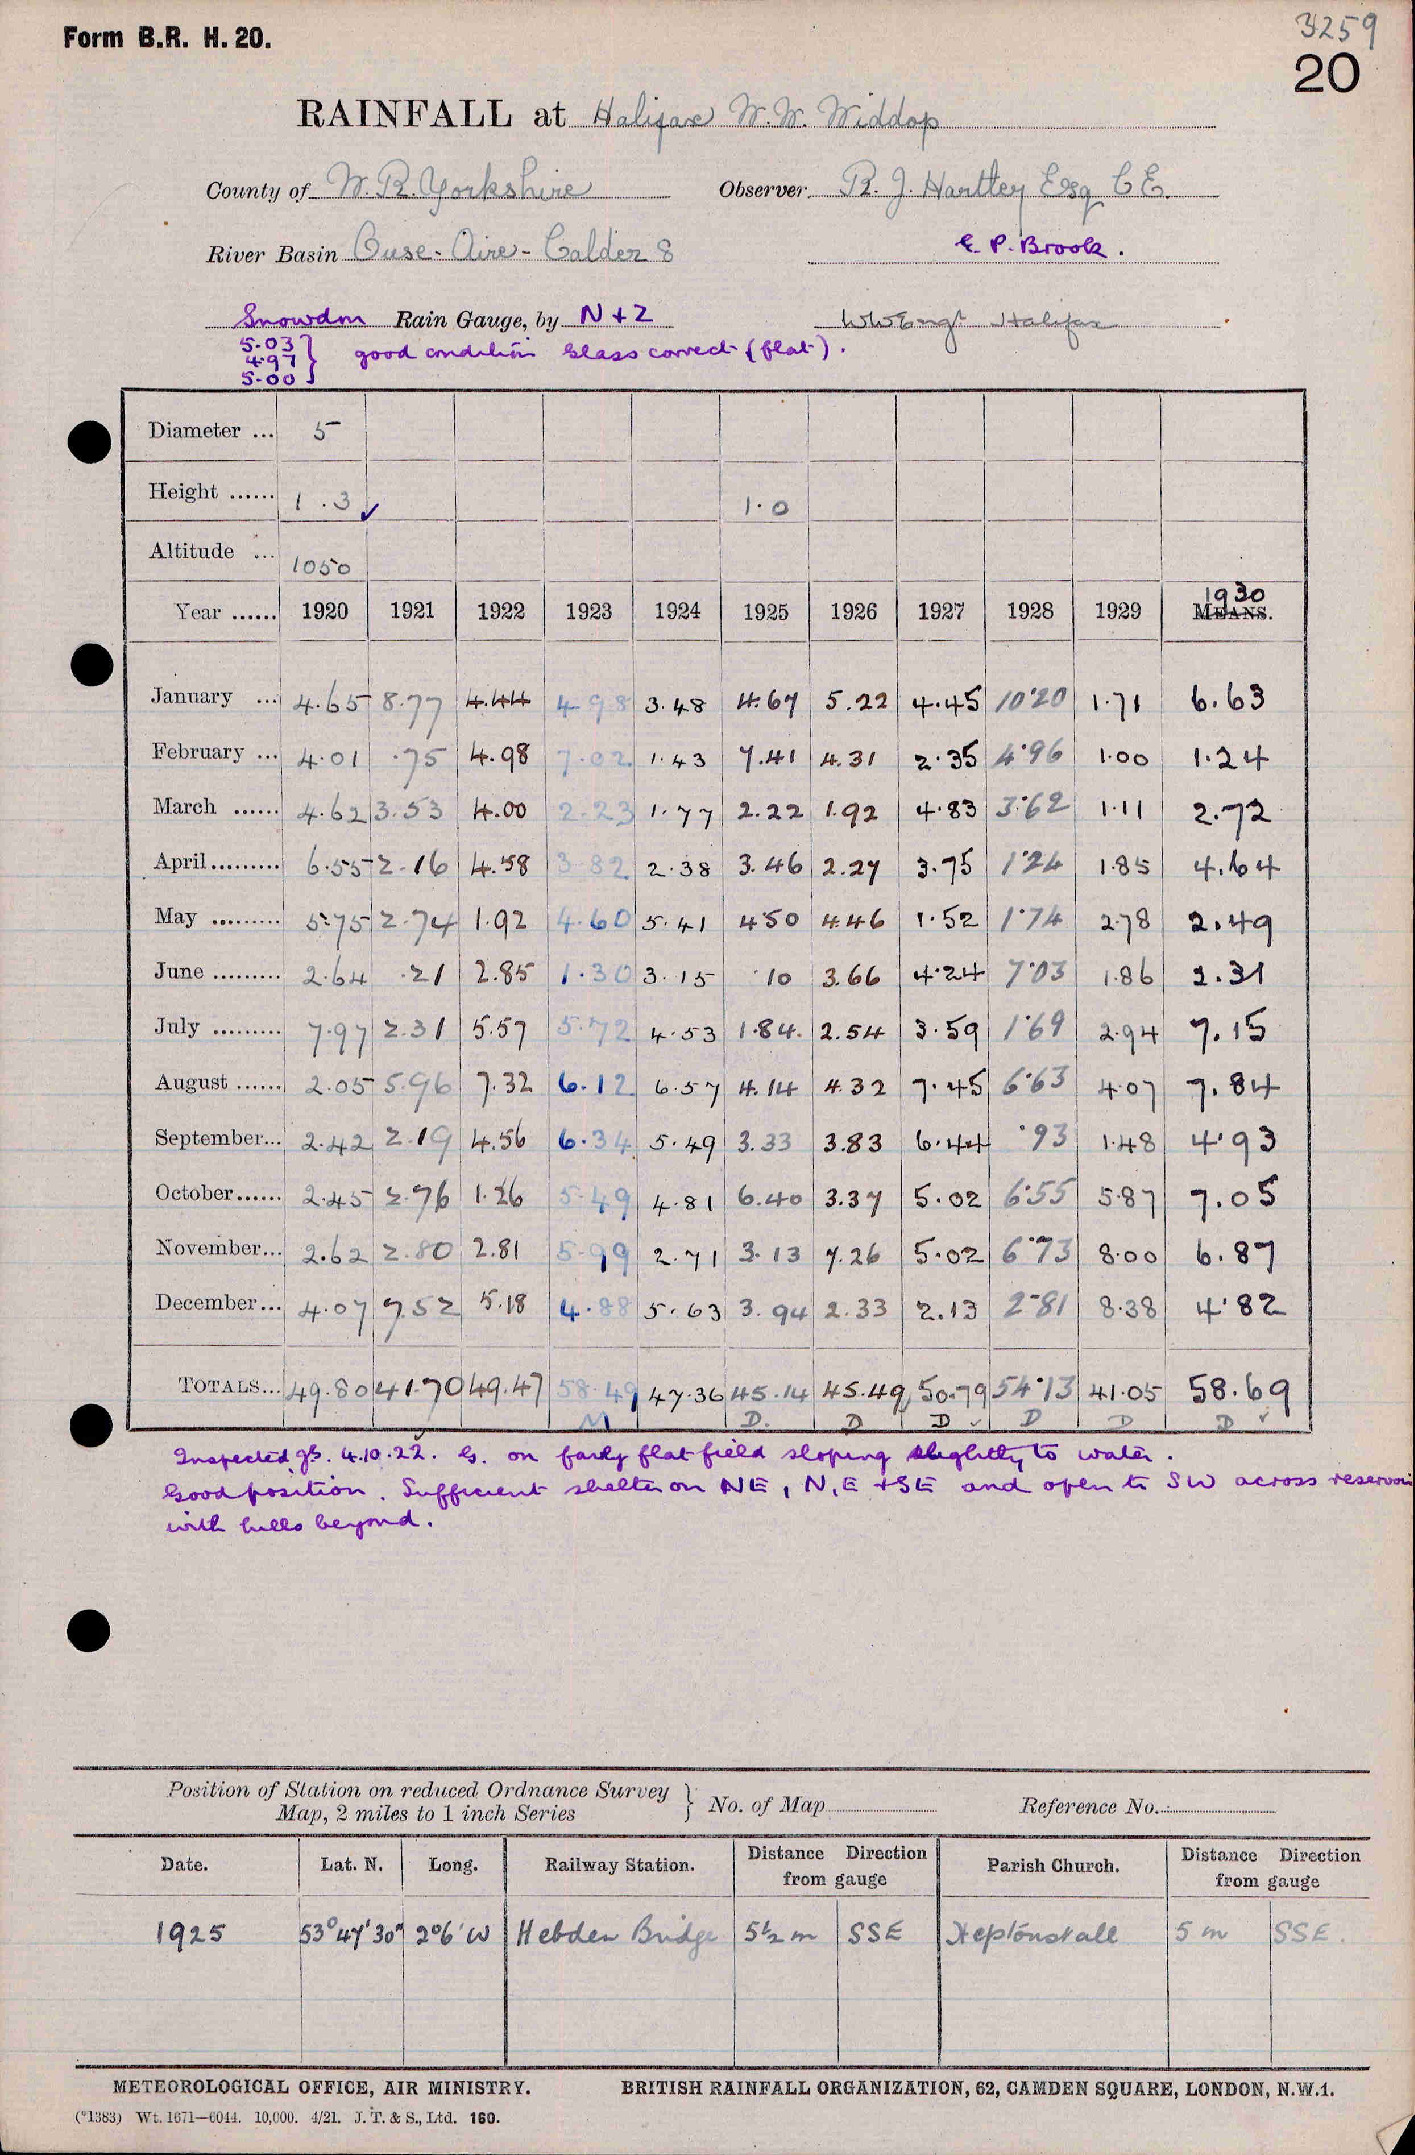 Form B.R. H. 20.
3259
20
RAINFALL at Halifax W.W. Widdop
County of W.R. Yorkshire Observer R. J. Hartley Esq C E.
River Basin Ouse - Aire - Calder 8 E. P. Brook.
Snowdon Rain Gauge, by N + Z WW Engr Halifax
5.03
4.97 } good condition Glass correct (flat).
5.00
Diameter ... 5
Height ...... 1.3 ✓ 1.0
Altitude ... 1050
Year ...... 1920 1921 1922 1923 1924 1925 1926 1927 1928 1929 1930 MEANS.
January ... 4.65 8.77 4.44 4.98 3.48 4.67 5.22 4.45 10.20 1.71 6.63
February ... 4.01 .75 4.98 7.02 1.43 7.41 4.31 2.35 4.96 1.00 1.24
March ...... 4.62 3.53 4.00 2.23 1.77 2.22 1.92 4.83 3.62 1.11 2.72
April......... 6.55 2.16 4.58 3.82 2.38 3.46 2.27 3.75 1.24 1.85 4.64
May ......... 5.75 2.74 1.92 4.60 5.41 4.50 4.46 1.52 1.74 2.78 2.49
June ......... 2.64 .21 2.85 1.30 3.15 .10 3.66 4.24 7.03 1.86 2.31
July ......... 7.97 2.31 5.57 5.72 4.53 1.84. 2.54 3.59 1.69 2.94 7.15
August ...... 2.05 5.96 7.32 6.12 6.57 4.14 4.32 7.45 6.63 4.07 7.84
September... 2.42 2.19 4.56 6.34 5.49 3.33 3.83 6.44 .93 1.48 4.93
October...... 2.45 2.76 1.26 5.49 4.81 6.40 3.37 5.02 6.55 5.87 7.05
November... 2.62 2.80 2.81 5.99 2.71 3.13 7.26 5.02 6.73 8.00 6.87
December... 4.07 7.52 5.18 4.88 5.63 3.94 2.33 2.13 2.81 8.38 4.82
TOTALS... 49.80 41.70 49.47 58.49 47.36 45.14 45.49 50.79 54.13 41.05 58.69
M D. D D ✓ D D D ✓
Inspected 4.10.22. G. on fairly flat field sloping slightly to water.
Good position. Sufficient shelter on NE, N, E + SE and open to SW across reservoir
with hills beyond.
Position of Station on reduced Ordnance Survey
Map, 2 miles to 1 inch Series } No. of Map Reference No.
Date. Lat. N. Long. Railway Station. Distance from gauge Direction Parish Church. Distance from gauge Direction
1925 53°47'30" 2°6' W Hebden Bridge 5½ m SSE Heptonstall 5 m SSE.
METEOROLOGICAL OFFICE, AIR MINISTRY. BRITISH RAINFALL ORGANIZATION, 62, CAMDEN SQUARE, LONDON, N.W.1.
(*1383) Wt. 1671—6044. 10,000. 4/21. J. T. & S., Ltd. 160.